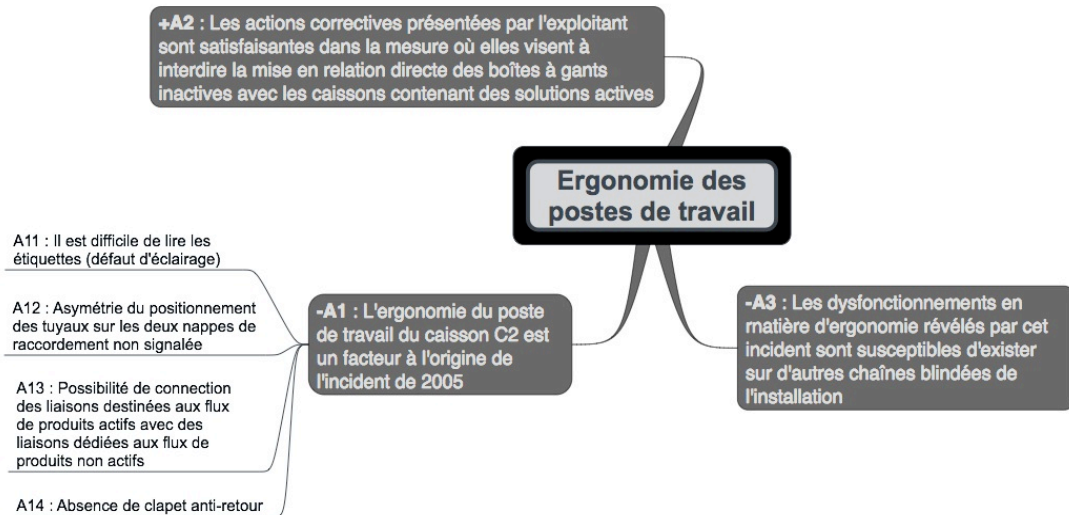 +A2 : Les actions correctives présentées par l'exploitant
sont satisfaisantes dans la mesure où elles visent à
interdire la mise en relation directe des boîtes à gants
inactives avec les caissons contenant des solutions actives
Ergonomie des
postes de travail
A11 : Il est difficile de lire les
étiquettes (défaut d'éclairage)
A12 : Asymétrie du positionnement
des tuyaux sur les deux nappes de
raccordement non signalée
A13 : Possibilité de connection
des liaisons destinées aux flux
de produits actifs avec des
liaisons dédiées aux flux de
produits non actifs
A14 : Absence de clapet anti-retour
-A1 : L'ergonomie du poste
de travail du caisson C2 est
un facteur à l'origine de
l'incident de 2005
-A3 : Les dysfonctionnements en
matière d'ergonomie révélés par cet
incident sont susceptibles d'exister
sur d'autres chaînes blindées de
l'installation